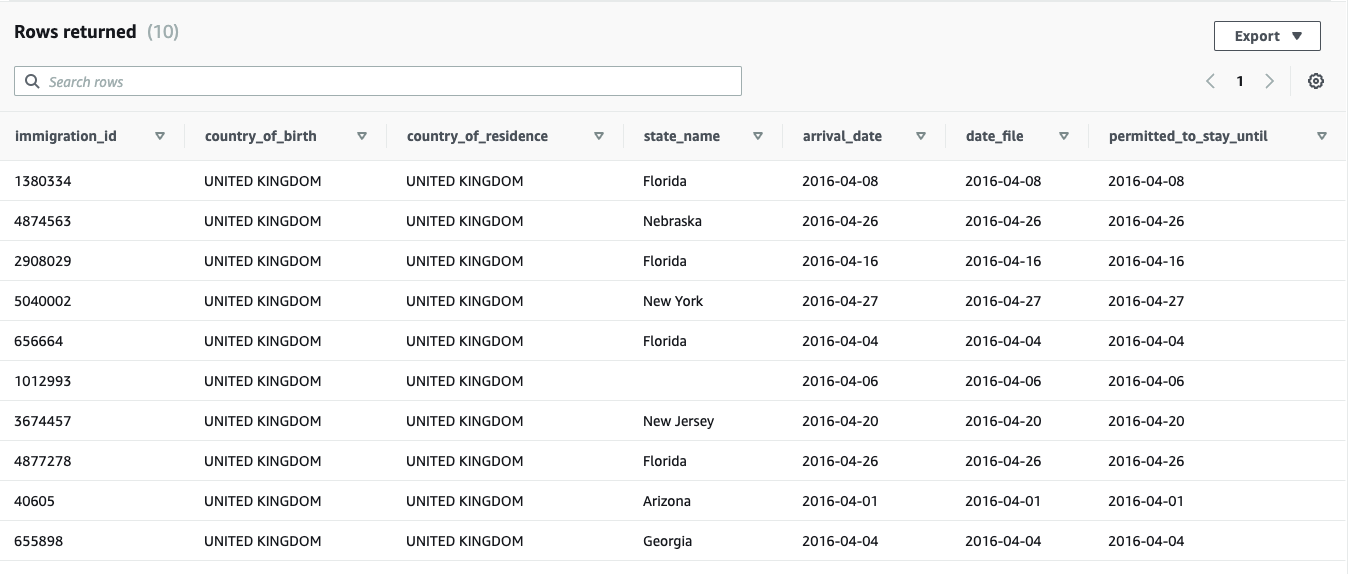 Rows returned (10)
Export
Search rows
1
immigration_id country_of_birth country_of_residence state_name arrival_date date_file permitted_to_stay_until
1380334 UNITED KINGDOM UNITED KINGDOM Florida 2016-04-08 2016-04-08 2016-04-08
4874563 UNITED KINGDOM UNITED KINGDOM Nebraska 2016-04-26 2016-04-26 2016-04-26
2908029 UNITED KINGDOM UNITED KINGDOM Florida 2016-04-16 2016-04-16 2016-04-16
5040002 UNITED KINGDOM UNITED KINGDOM New York 2016-04-27 2016-04-27 2016-04-27
656664 UNITED KINGDOM UNITED KINGDOM Florida 2016-04-04 2016-04-04 2016-04-04
1012993 UNITED KINGDOM UNITED KINGDOM 2016-04-06 2016-04-06 2016-04-06
3674457 UNITED KINGDOM UNITED KINGDOM New Jersey 2016-04-20 2016-04-20 2016-04-20
4877278 UNITED KINGDOM UNITED KINGDOM Florida 2016-04-26 2016-04-26 2016-04-26
40605 UNITED KINGDOM UNITED KINGDOM Arizona 2016-04-01 2016-04-01 2016-04-01
655898 UNITED KINGDOM UNITED KINGDOM Georgia 2016-04-04 2016-04-04 2016-04-04